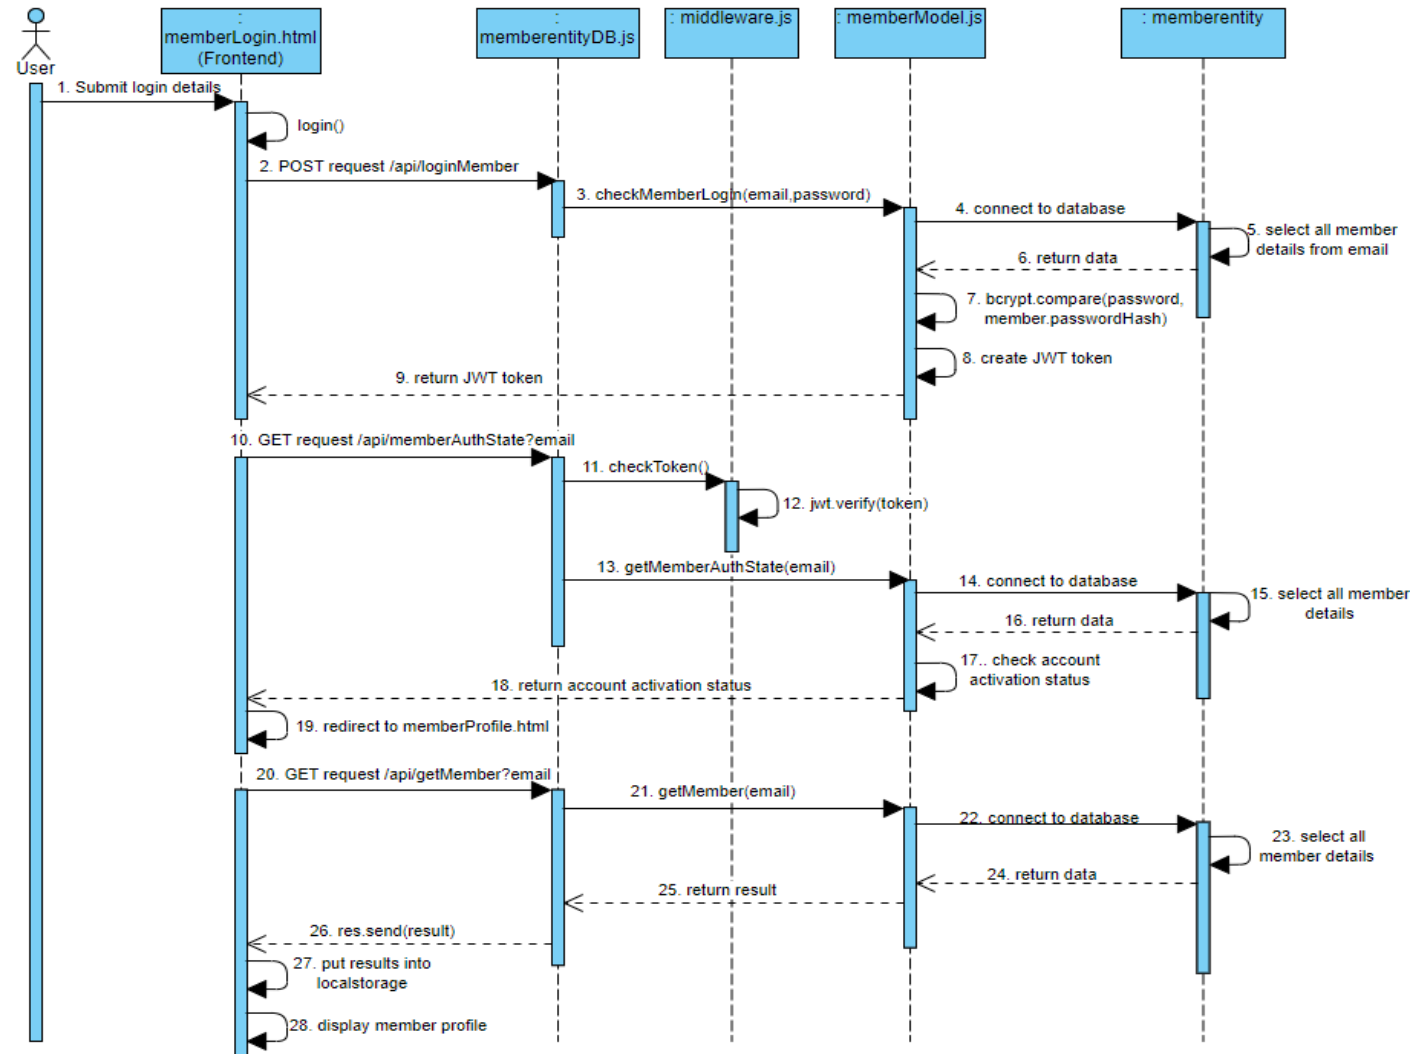 :
memberLogin.html
(Frontend)
:
memberentityDB.js
: middleware.js
: memberModel.js
: memberentity
User
1. Submit login details
login()
2. POST request /api/loginMember
3. checkMemberLogin(email,password)
4. connect to database
5. select all member
details from email
6. return data
7. bcrypt.compare(password,
member.passwordHash)
8. create JWT token
9. return JWT token
10. GET request /api/memberAuthState?email
11. checkToken()
12. jwt.verify(token)
13. getMemberAuthState(email)
14. connect to database
15. select all member
details
16. return data
17.. check account
activation status
18. return account activation status
19. redirect to memberProfile.html
20. GET request /api/getMember?email
21. getMember(email)
22. connect to database
23. select all
member details
24. return data
25. return result
26. res.send(result)
27. put results into
localstorage
28. display member profile